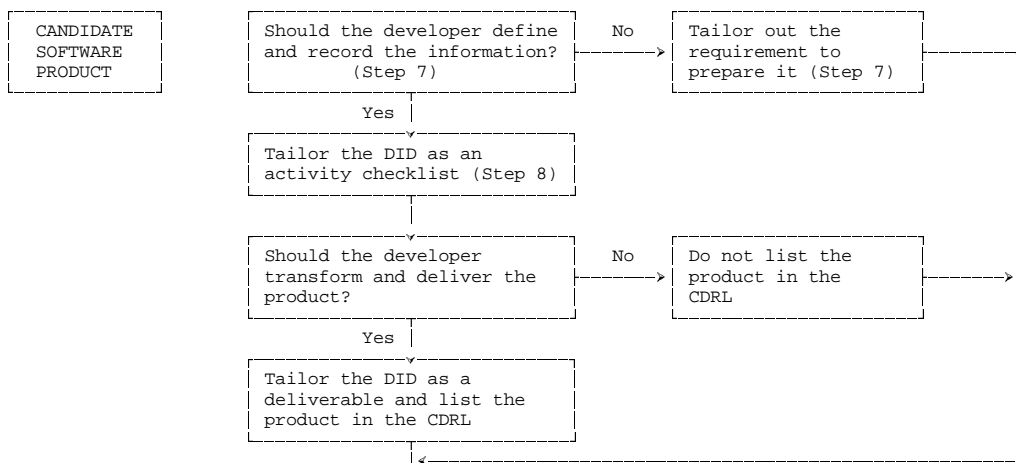 CANDIDATE
SOFTWARE
PRODUCT
Should the developer define
and record the information?
(Step 7)
No
Tailor out the
requirement to
prepare it (Step 7)
Yes
Tailor the DID as an
activity checklist (Step 8)
Should the developer
transform and deliver the
product?
No
Do not list the
product in the
CDRL
Yes
Tailor the DID as a
deliverable and list the
product in the CDRL